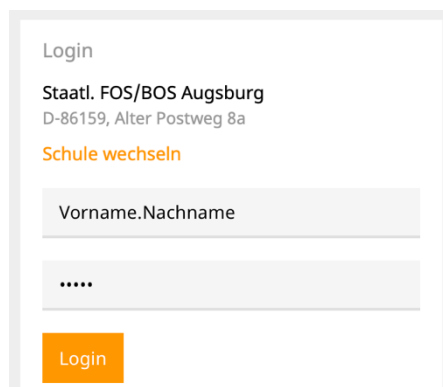 Login
Staatl. FOS/BOS Augsburg
D-86159, Alter Postweg 8a
Schule wechseln
Vorname.Nachname
•••••
Login